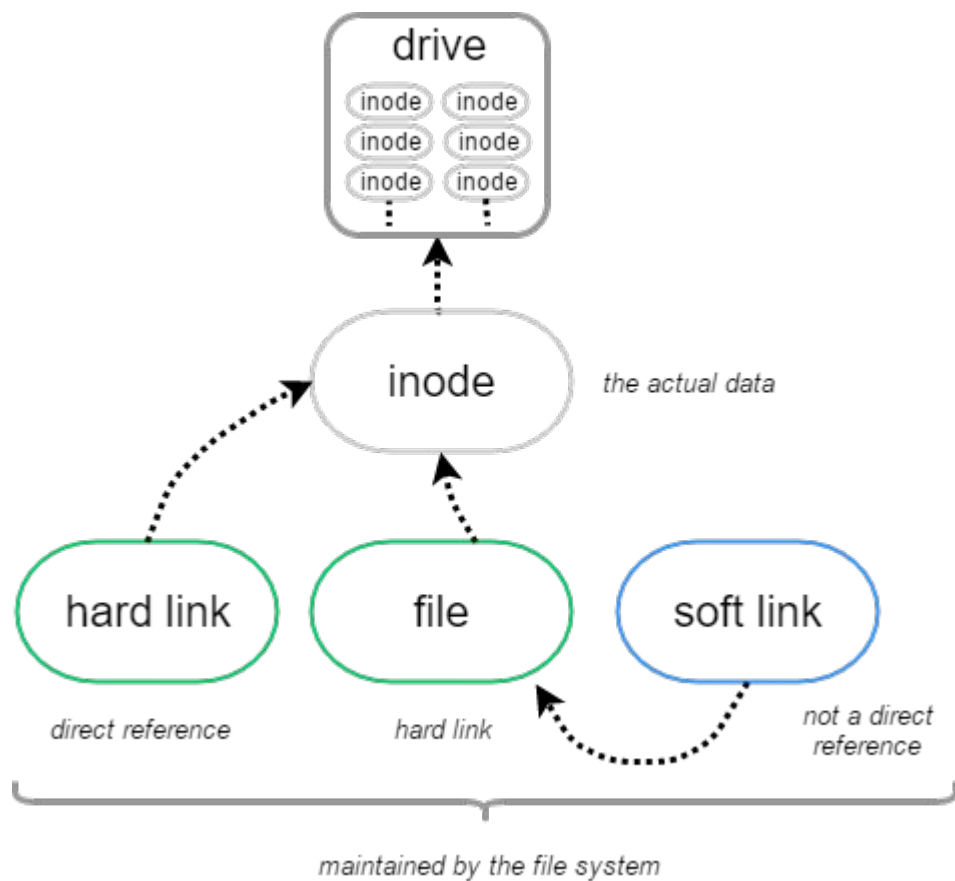 drive
inode inode
inode inode
inode inode
inode
the actual data
hard link
file
soft link
direct reference
hard link
not a direct
reference
maintained by the file system